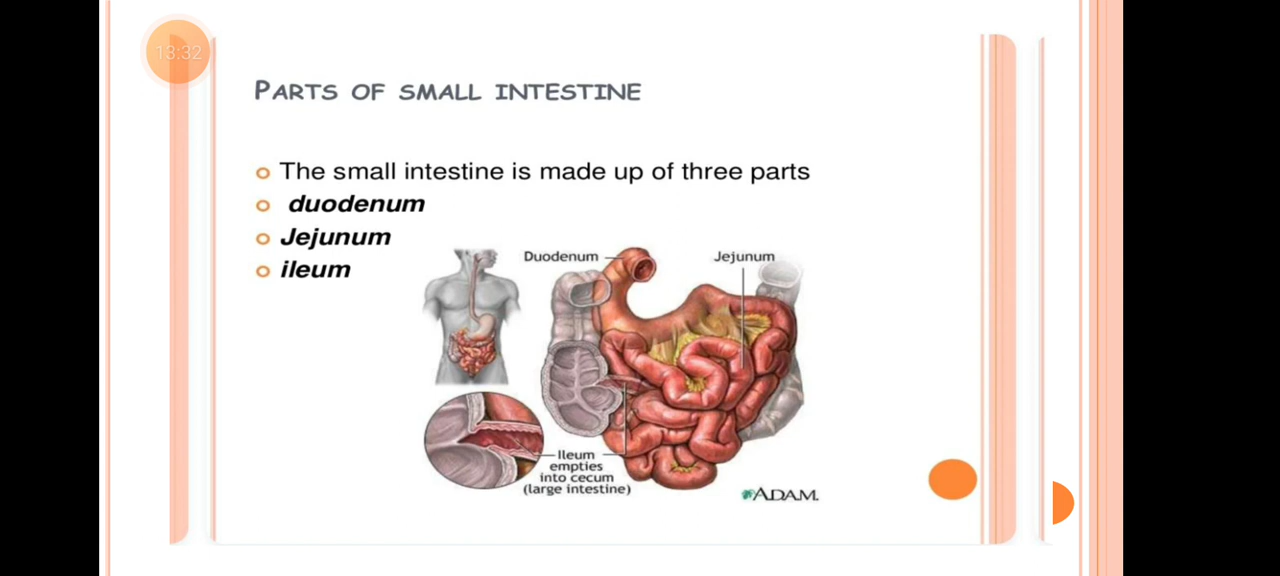 13:32
PARTS OF SMALL INTESTINE
The small intestine is made up of three parts
duodenum
Jejunum
ileum
Duodenum
Jejunum
Ileum
empties
into cecum
(large intestine)
ADAM.